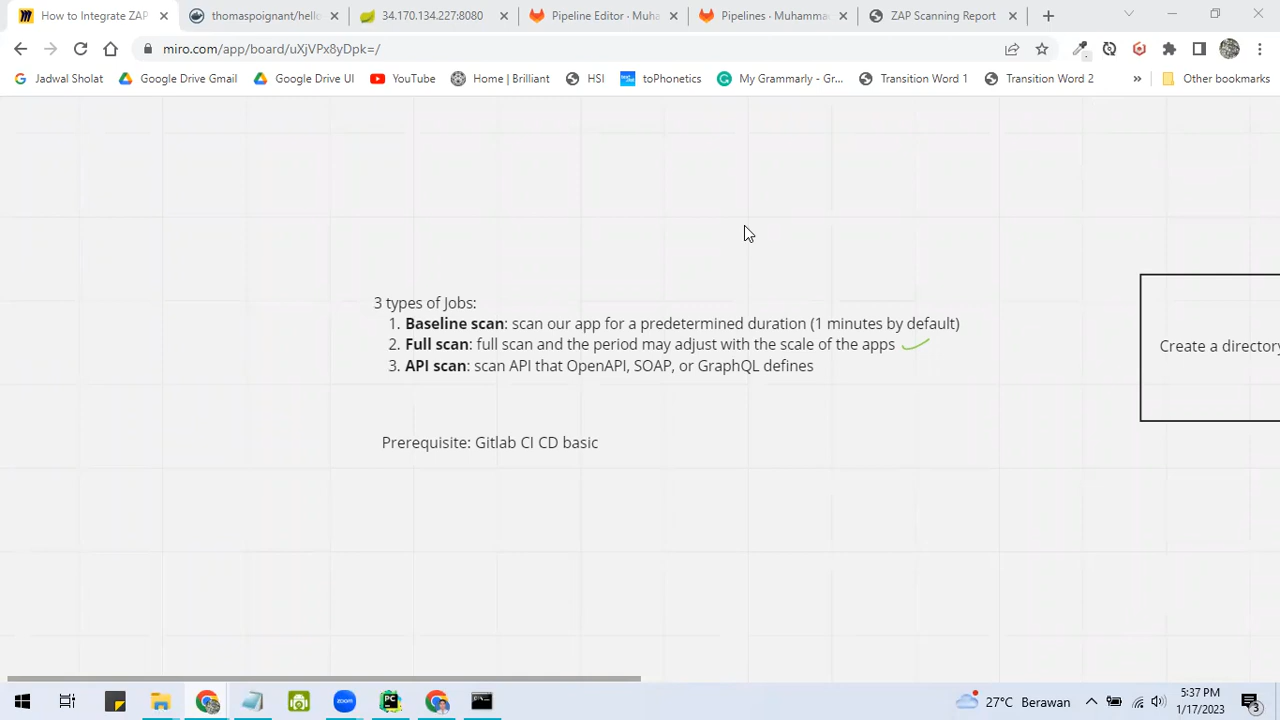 How to Integrate ZAP
thomaspoignant/hello
34.170.134.227:8080
Pipeline Editor · Muha
Pipelines · Muhamma
ZAP Scanning Report
miro.com/app/board/uXjVPx8yDpk=/
Jadwal Sholat
Google Drive Gmail
Google Drive UI
YouTube
Home | Brilliant
HSI
toPhonetics
My Grammarly - Gr...
Transition Word 1
Transition Word 2
Other bookmarks
3 types of Jobs:
1. Baseline scan: scan our app for a predetermined duration (1 minutes by default)
2. Full scan: full scan and the period may adjust with the scale of the apps
3. API scan: scan API that OpenAPI, SOAP, or GraphQL defines
Create a directory
Prerequisite: Gitlab CI CD basic
27°C Berawan
5:37 PM
1/17/2023
3